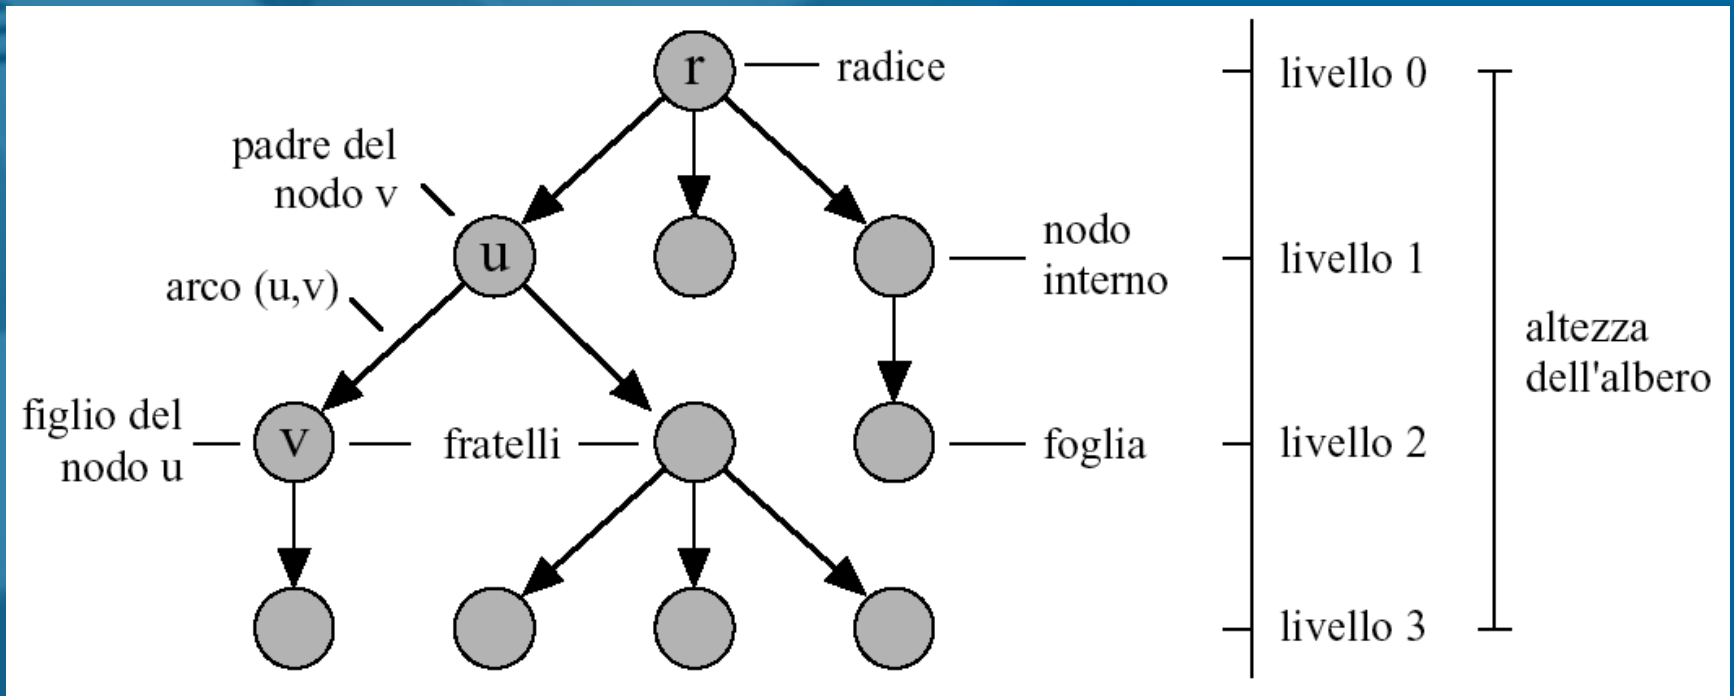 r
radice
livello 0
padre del
nodo v
u
nodo
interno
livello 1
arco (u,v)
altezza
dell'albero
figlio del
nodo u
v
fratelli
foglia
livello 2
livello 3